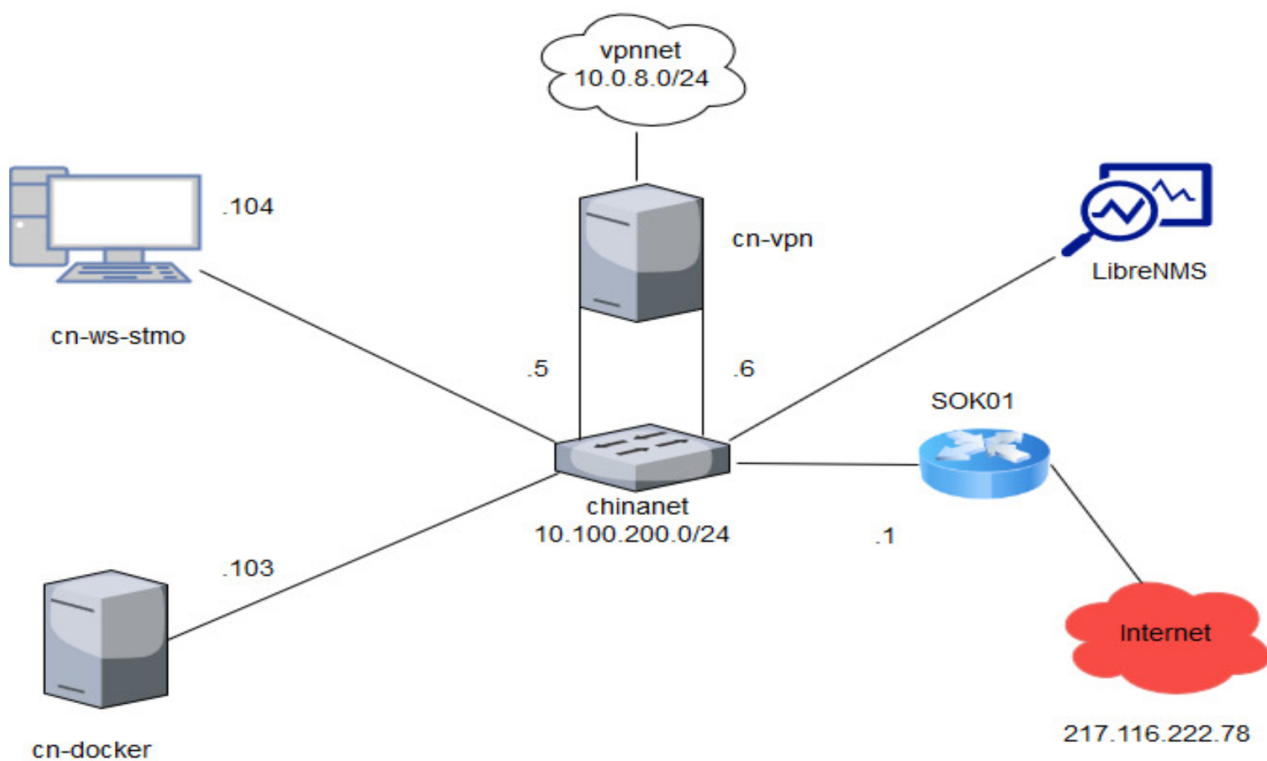 vpnnet
10.0.8.0/24
.104
cn-vpn
LibreNMS
cn-ws-stmo
.5
.6
SOK01
chinanet
10.100.200.0/24
.1
.103
Internet
217.116.222.78
cn-docker